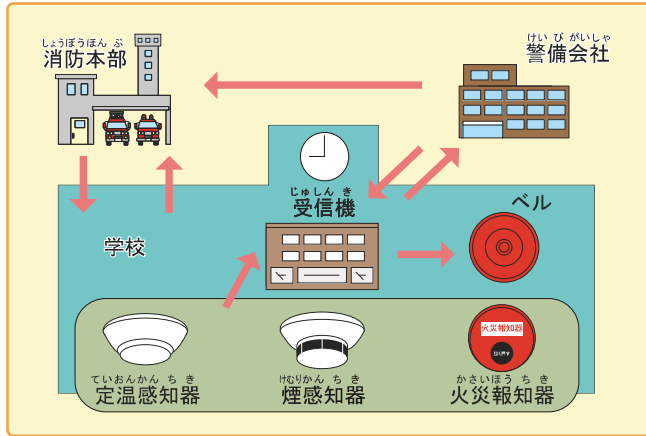 しょうぼうほんぶ
消防本部
けいびがいしゃ
警備会社
じゅしんき
受信機
ベル
学校
火災報知器
強く押す
ていおんかんちき
定温感知器
けむりかんちき
煙感知器
かさいほうちき
火災報知器